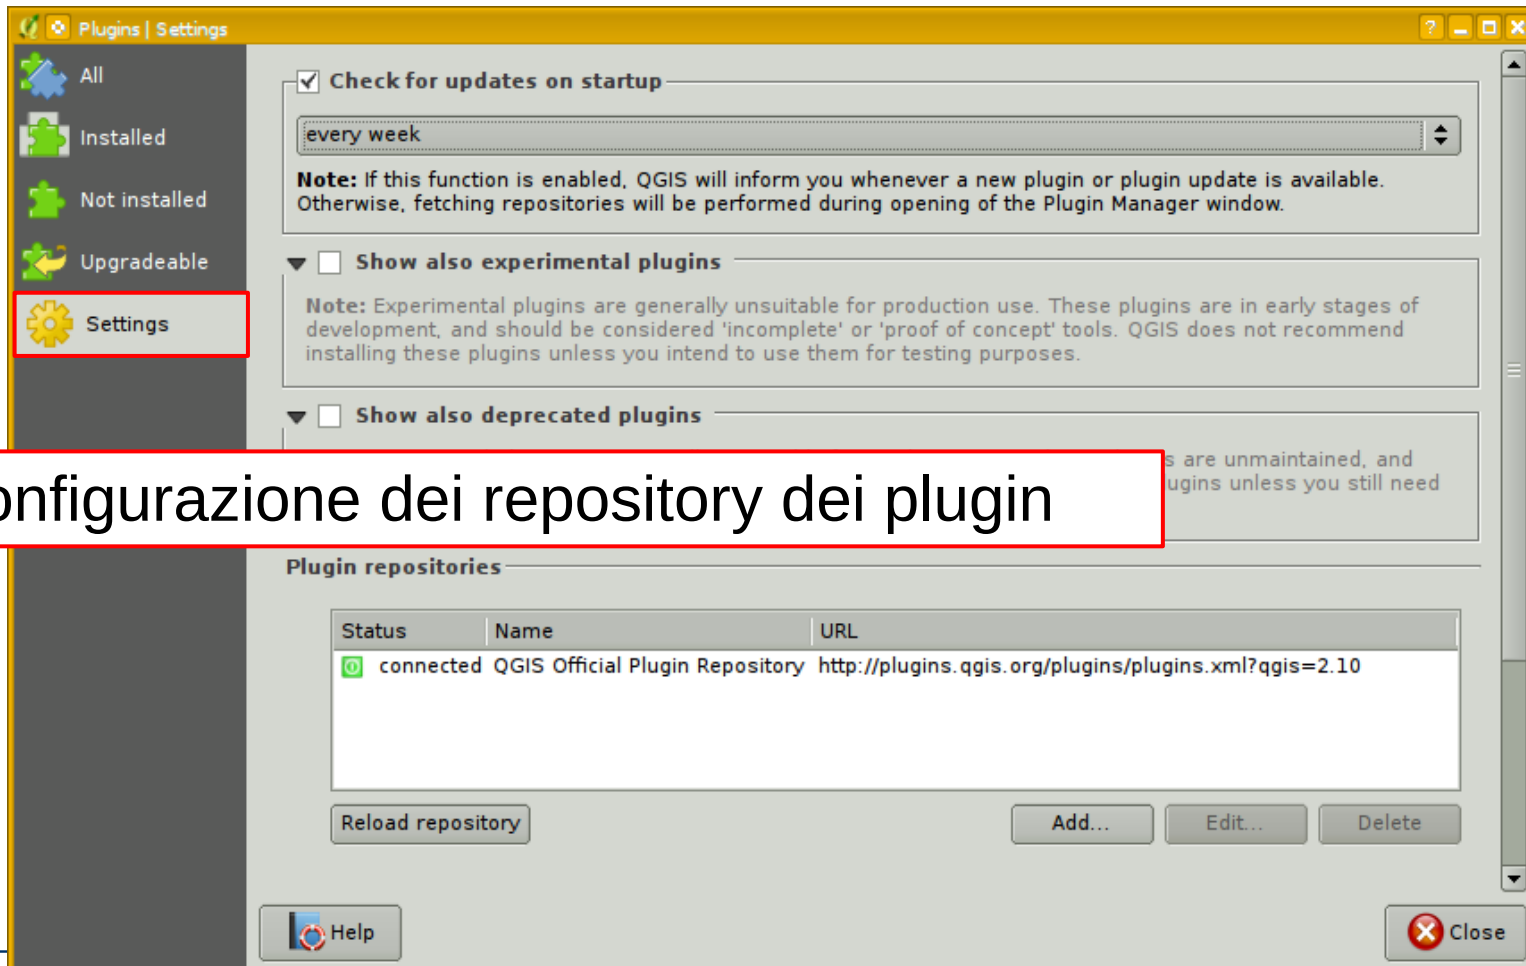 Plugins | Settings
All
Installed
Not installed
Upgradeable
Settings
Check for updates on startup
every week
Note: If this function is enabled, QGIS will inform you whenever a new plugin or plugin update is available.
Otherwise, fetching repositories will be performed during opening of the Plugin Manager window.
Show also experimental plugins
Note: Experimental plugins are generally unsuitable for production use. These plugins are in early stages of
development, and should be considered 'incomplete' or 'proof of concept' tools. QGIS does not recommend
installing these plugins unless you intend to use them for testing purposes.
Show also deprecated plugins
are unmaintained, and
unless you still need
onfigurazione dei repository dei plugin
Plugin repositories
Status Name URL
connected QGIS Official Plugin Repository http://plugins.qgis.org/plugins/plugins.xml?qgis=2.10
Reload repository Add... Edit... Delete
Help Close